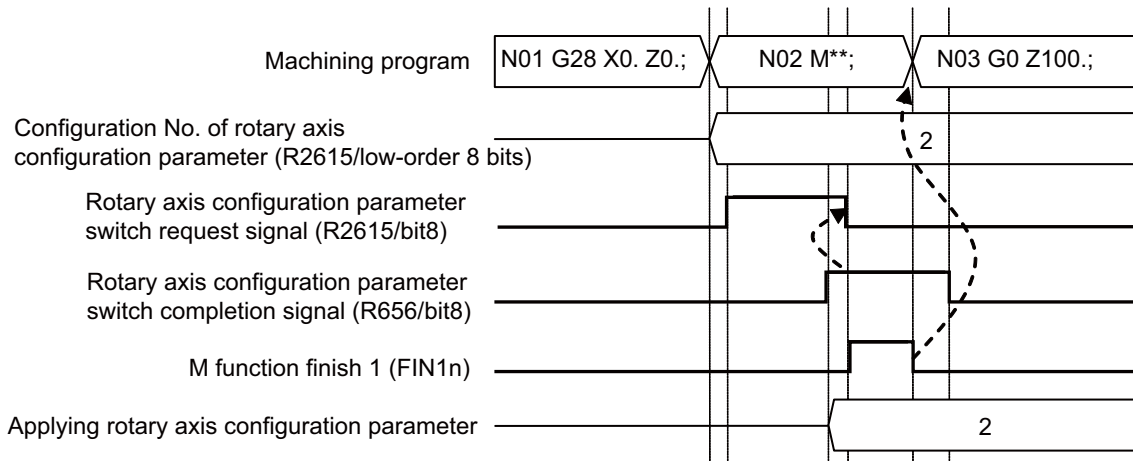 Machining program
N01 G28 X0. Z0.;
N02 M**;
N03 G0 Z100.;
Configuration No. of rotary axis
configuration parameter (R2615/low-order 8 bits)
2
Rotary axis configuration parameter
switch request signal (R2615/bit8)
Rotary axis configuration parameter
switch completion signal (R656/bit8)
M function finish 1 (FIN1n)
Applying rotary axis configuration parameter
2